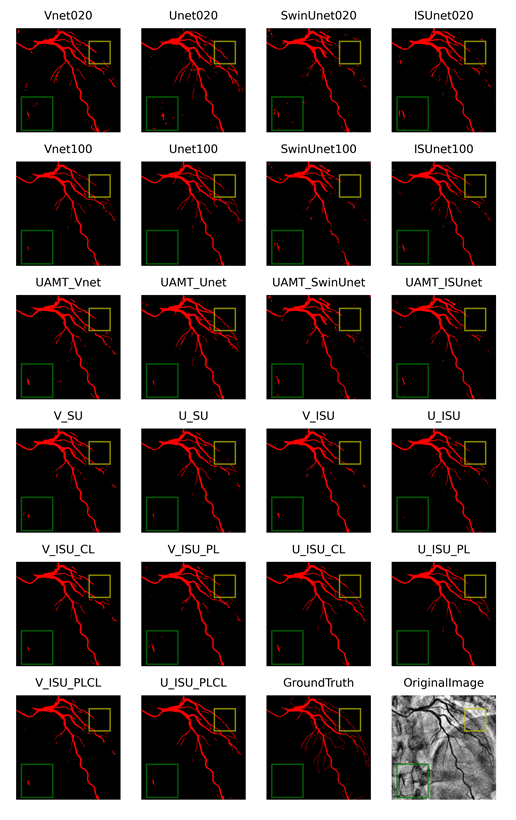 Vnet020 Unet020 SwinUnet020 ISUnet020
Vnet100 Unet100 SwinUnet100 ISUnet100
UAMT_Vnet UAMT_Unet UAMT_SwinUnet UAMT_ISUnet
V_SU U_SU V_ISU U_ISU
V_ISU_CL V_ISU_PL U_ISU_CL U_ISU_PL
V_ISU_PLCL U_ISU_PLCL GroundTruth OriginalImage